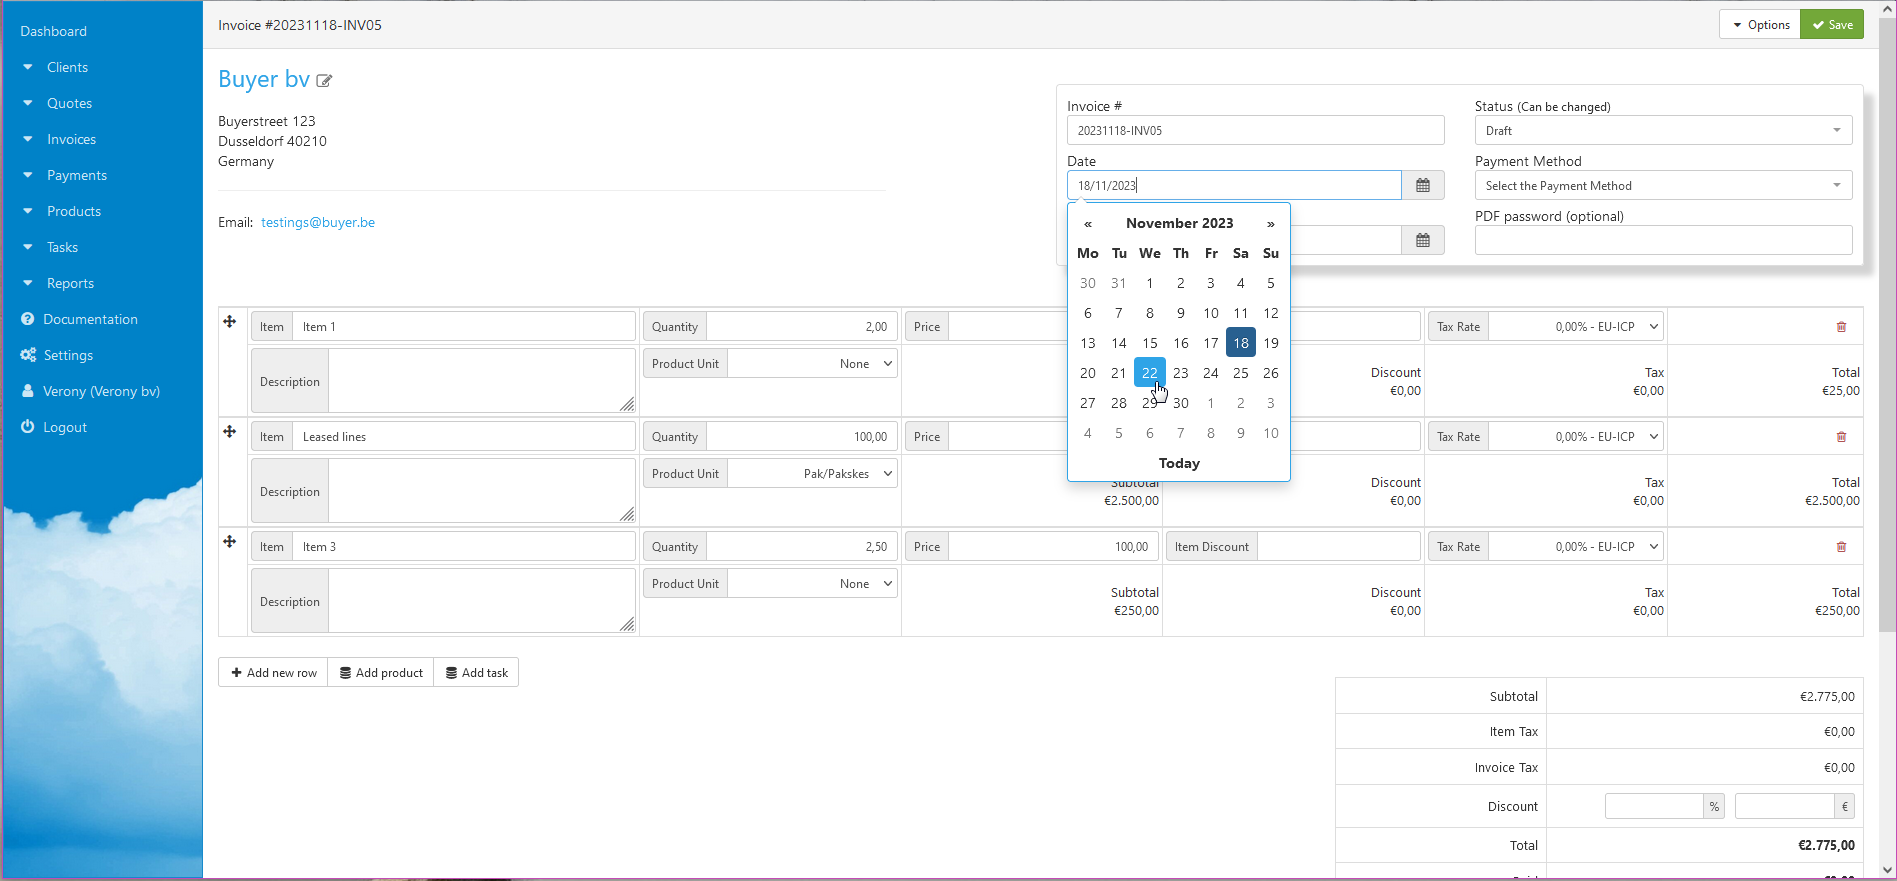 Dashboard
Clients
Quotes
Invoices
Payments
Products
Tasks
Reports
Documentation
Settings
Verony (Verony bv)
Logout
Invoice #20231118-INV05
Options
Save
Buyer bv
Buyerstreet 123
Dusseldorf 40210
Germany
Email: testings@buyer.be
Invoice #
20231118-INV05
Date
18/11/2023
Status (Can be changed)
Draft
Payment Method
Select the Payment Method
PDF password (optional)
« November 2023 »
Mo Tu We Th Fr Sa Su
30 31 1 2 3 4 5
6 7 8 9 10 11 12
13 14 15 16 17 18 19
20 21 22 23 24 25 26
27 28 29 30 1 2 3
4 5 6 7 8 9 10
Today
Item Item 1 Quantity 2,00 Price Tax Rate 0,00% - EU-ICP
Description Product Unit None
Discount Tax Total
€0,00 €0,00 €25,00
Item Leased lines Quantity 100,00 Price Tax Rate 0,00% - EU-ICP
Description Product Unit Pak/Pakskes
Subtotal Discount Tax Total
€2.500,00 €0,00 €0,00 €2.500,00
Item Item 3 Quantity 2,50 Price 100,00 Item Discount Tax Rate 0,00% - EU-ICP
Description Product Unit None
Subtotal Discount Tax Total
€250,00 €0,00 €0,00 €250,00
Add new row Add product Add task
Subtotal €2.775,00
Item Tax €0,00
Invoice Tax €0,00
Discount % €
Total €2.775,00